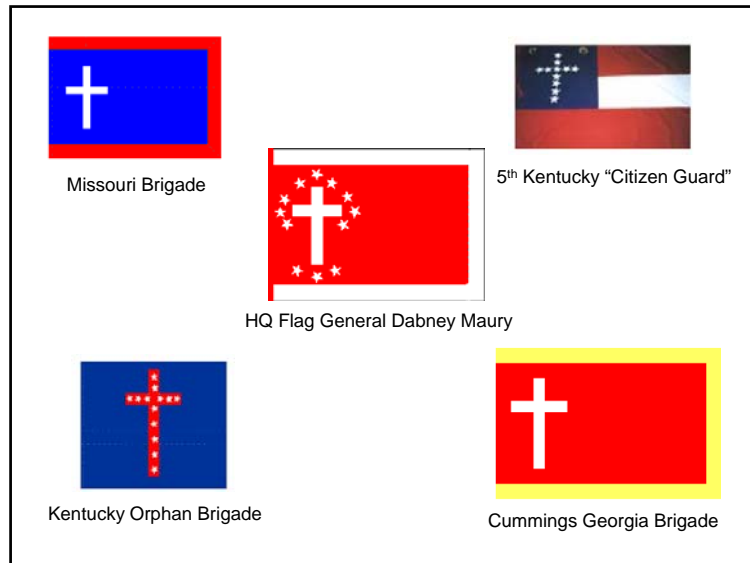 Missouri Brigade
5th Kentucky “Citizen Guard”
HQ Flag General Dabney Maury
Kentucky Orphan Brigade
Cummings Georgia Brigade